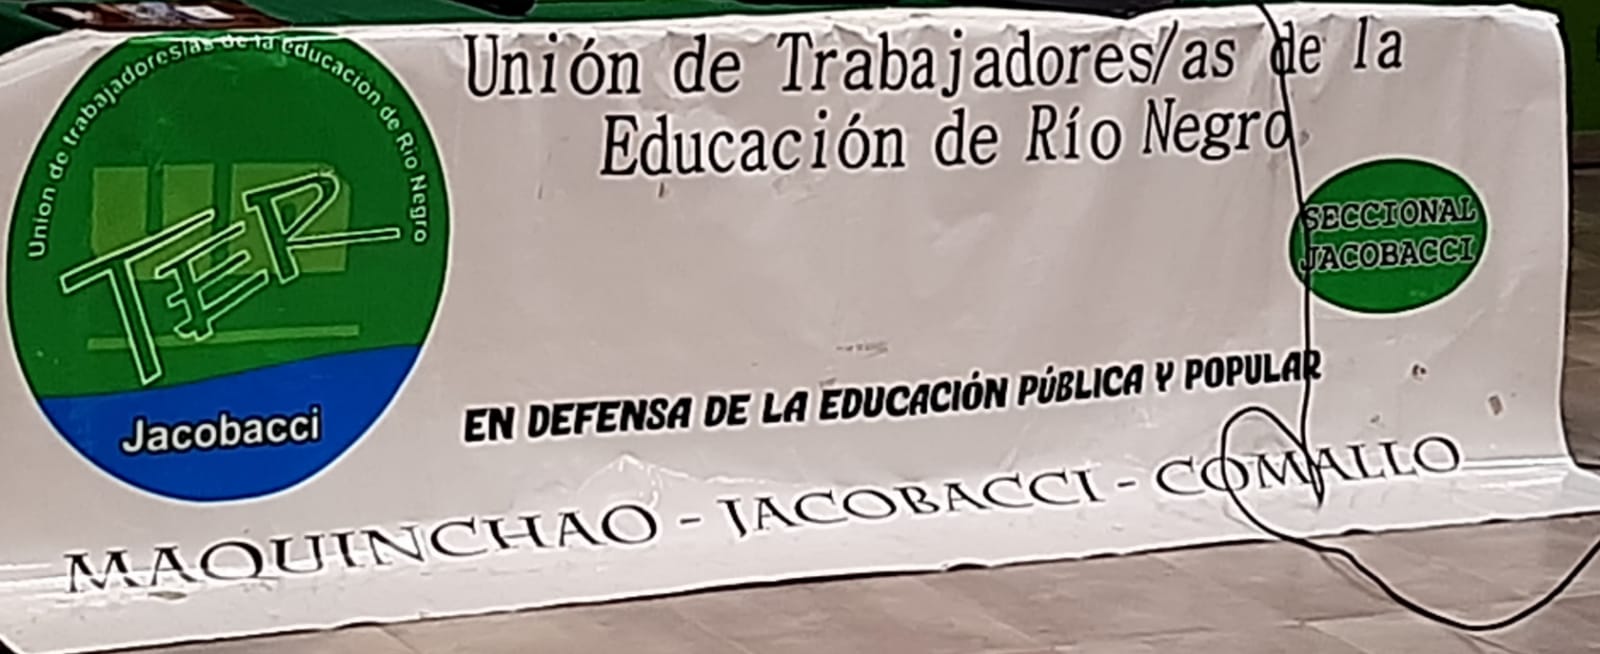 Union de trabajadores/as de la educación de Río Negro
UNTER
Jacobacci
Unión de Trabajadores/as de la
Educación de Río Negro
SECCIONAL
JACOBACCI
EN DEFENSA DE LA EDUCACIÓN PÚBLICA Y POPULAR
MAQUINCHAO - JACOBACCI - COMALLO